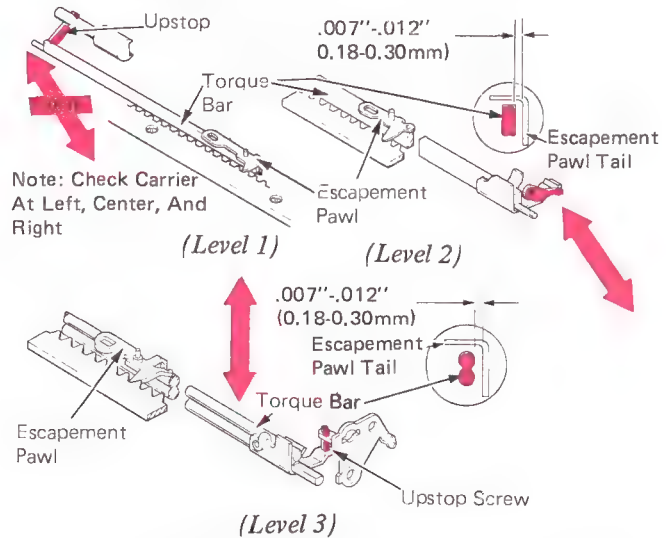 Upstop
.007"-.012"
0.18-0.30mm)
Torque
Bar
Escapement
Pawl Tail
Note: Check Carrier
At Left, Center, And
Right
Escapement
Pawl
(Level 1)
(Level 2)
.007"-.012"
(0.18-0.30mm)
Escapement
Pawl Tail
Torque Bar
Escapement
Pawl
Upstop Screw
(Level 3)